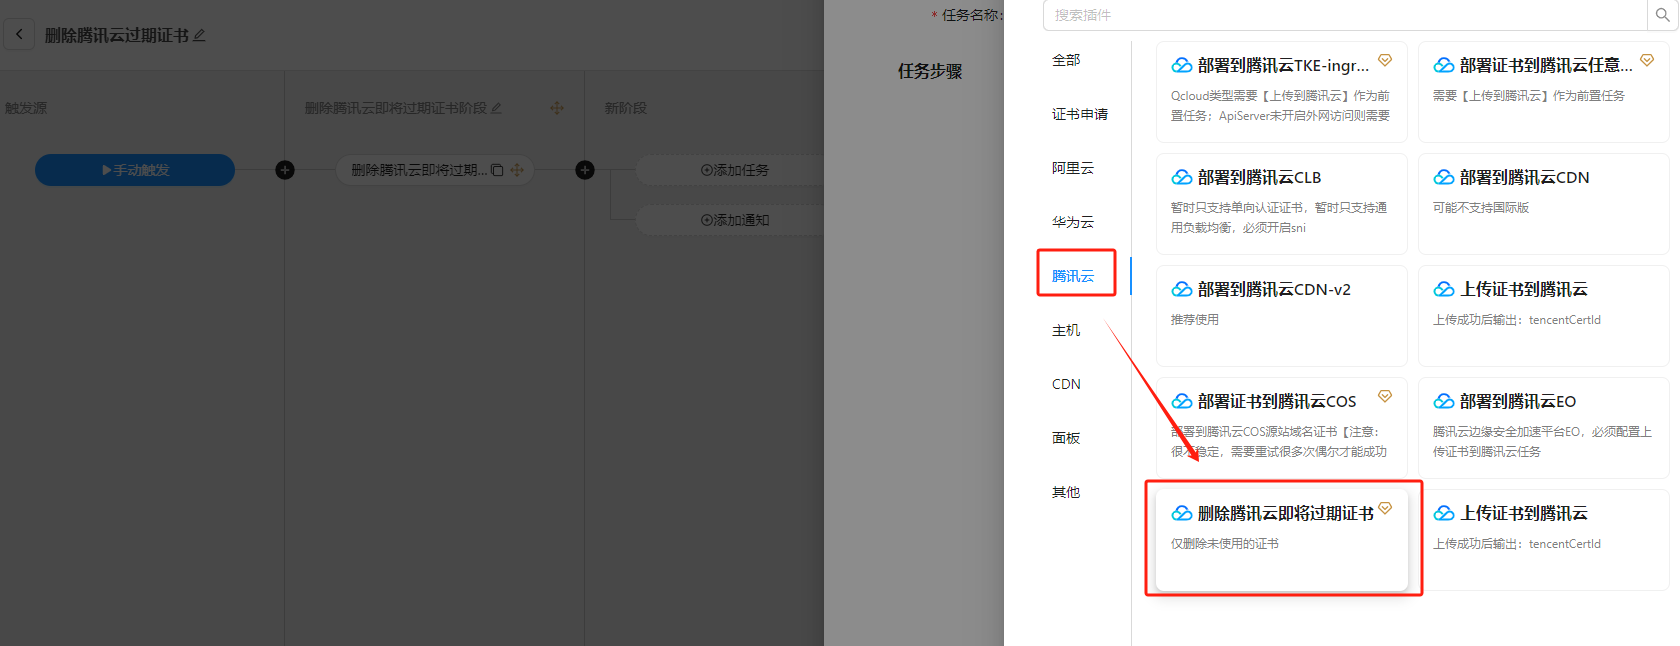 删除腾讯云过期证书
触发源
删除腾讯云即将过期证书阶段
新阶段
手动触发
删除腾讯云即将过期...
添加任务
添加通知
* 任务名称:
任务步骤
搜索插件
全部
证书申请
阿里云
华为云
腾讯云
主机
CDN
面板
其他
部署到腾讯云TKE-ingr...
Qcloud类型需要【上传到腾讯云】作为前
置任务；ApiServer未开启外网访问则需要
部署证书到腾讯云任意...
需要【上传到腾讯云】作为前置任务
部署到腾讯云CLB
暂时只支持单向认证证书，暂时只支持通
用负载均衡，必须开启sni
部署到腾讯云CDN
可能不支持国际版
部署到腾讯云CDN-v2
推荐使用
上传证书到腾讯云
上传成功后输出：tencentCertId
部署证书到腾讯云COS
部署到腾讯云COS源站域名证书【注意：
很不稳定，需要重试很多次偶尔才能成功
部署到腾讯云EO
腾讯云边缘安全加速平台EO，必须配置上
传证书到腾讯云任务
删除腾讯云即将过期证书
仅删除未使用的证书
上传证书到腾讯云
上传成功后输出：tencentCertId